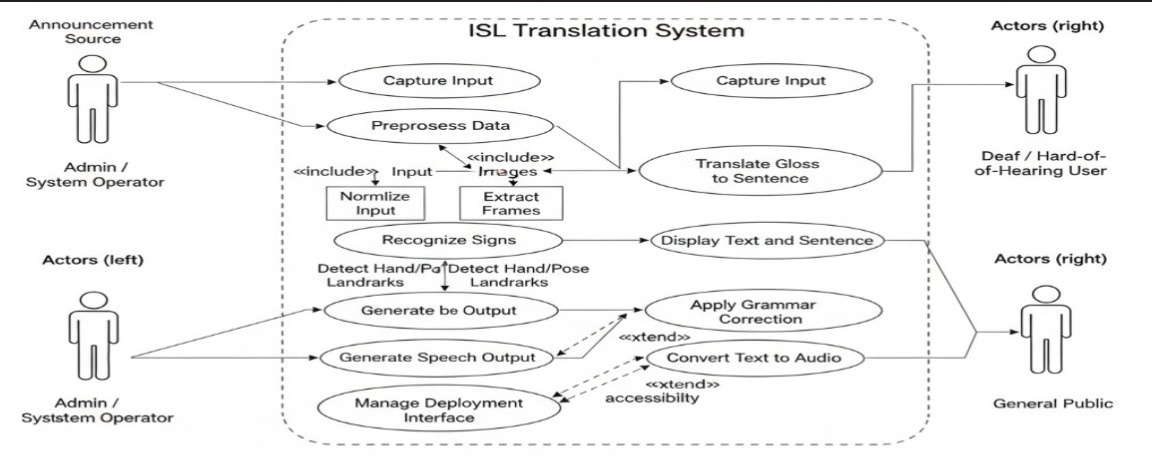 ISL Translation System
Announcement
Source
Admin /
System Operator
Actors (left)
Admin /
Syststem Operator
Capture Input
Preprosess Data
«include»
«include»
Input
Images
Normlize
Input
Extract
Frames
Recognize Signs
Detect Hand/Po
Landrarks
Detect Hand/Pose
Landrarks
Generate be Output
Generate Speech Output
Manage Deployment
Interface
Capture Input
Translate Gloss
to Sentence
Display Text and Sentence
Apply Grammar
Correction
«xtend»
Convert Text to Audio
«xtend»
accessibilty
Actors (right)
Deaf / Hard-of-
of-Hearing User
Actors (right)
General Public